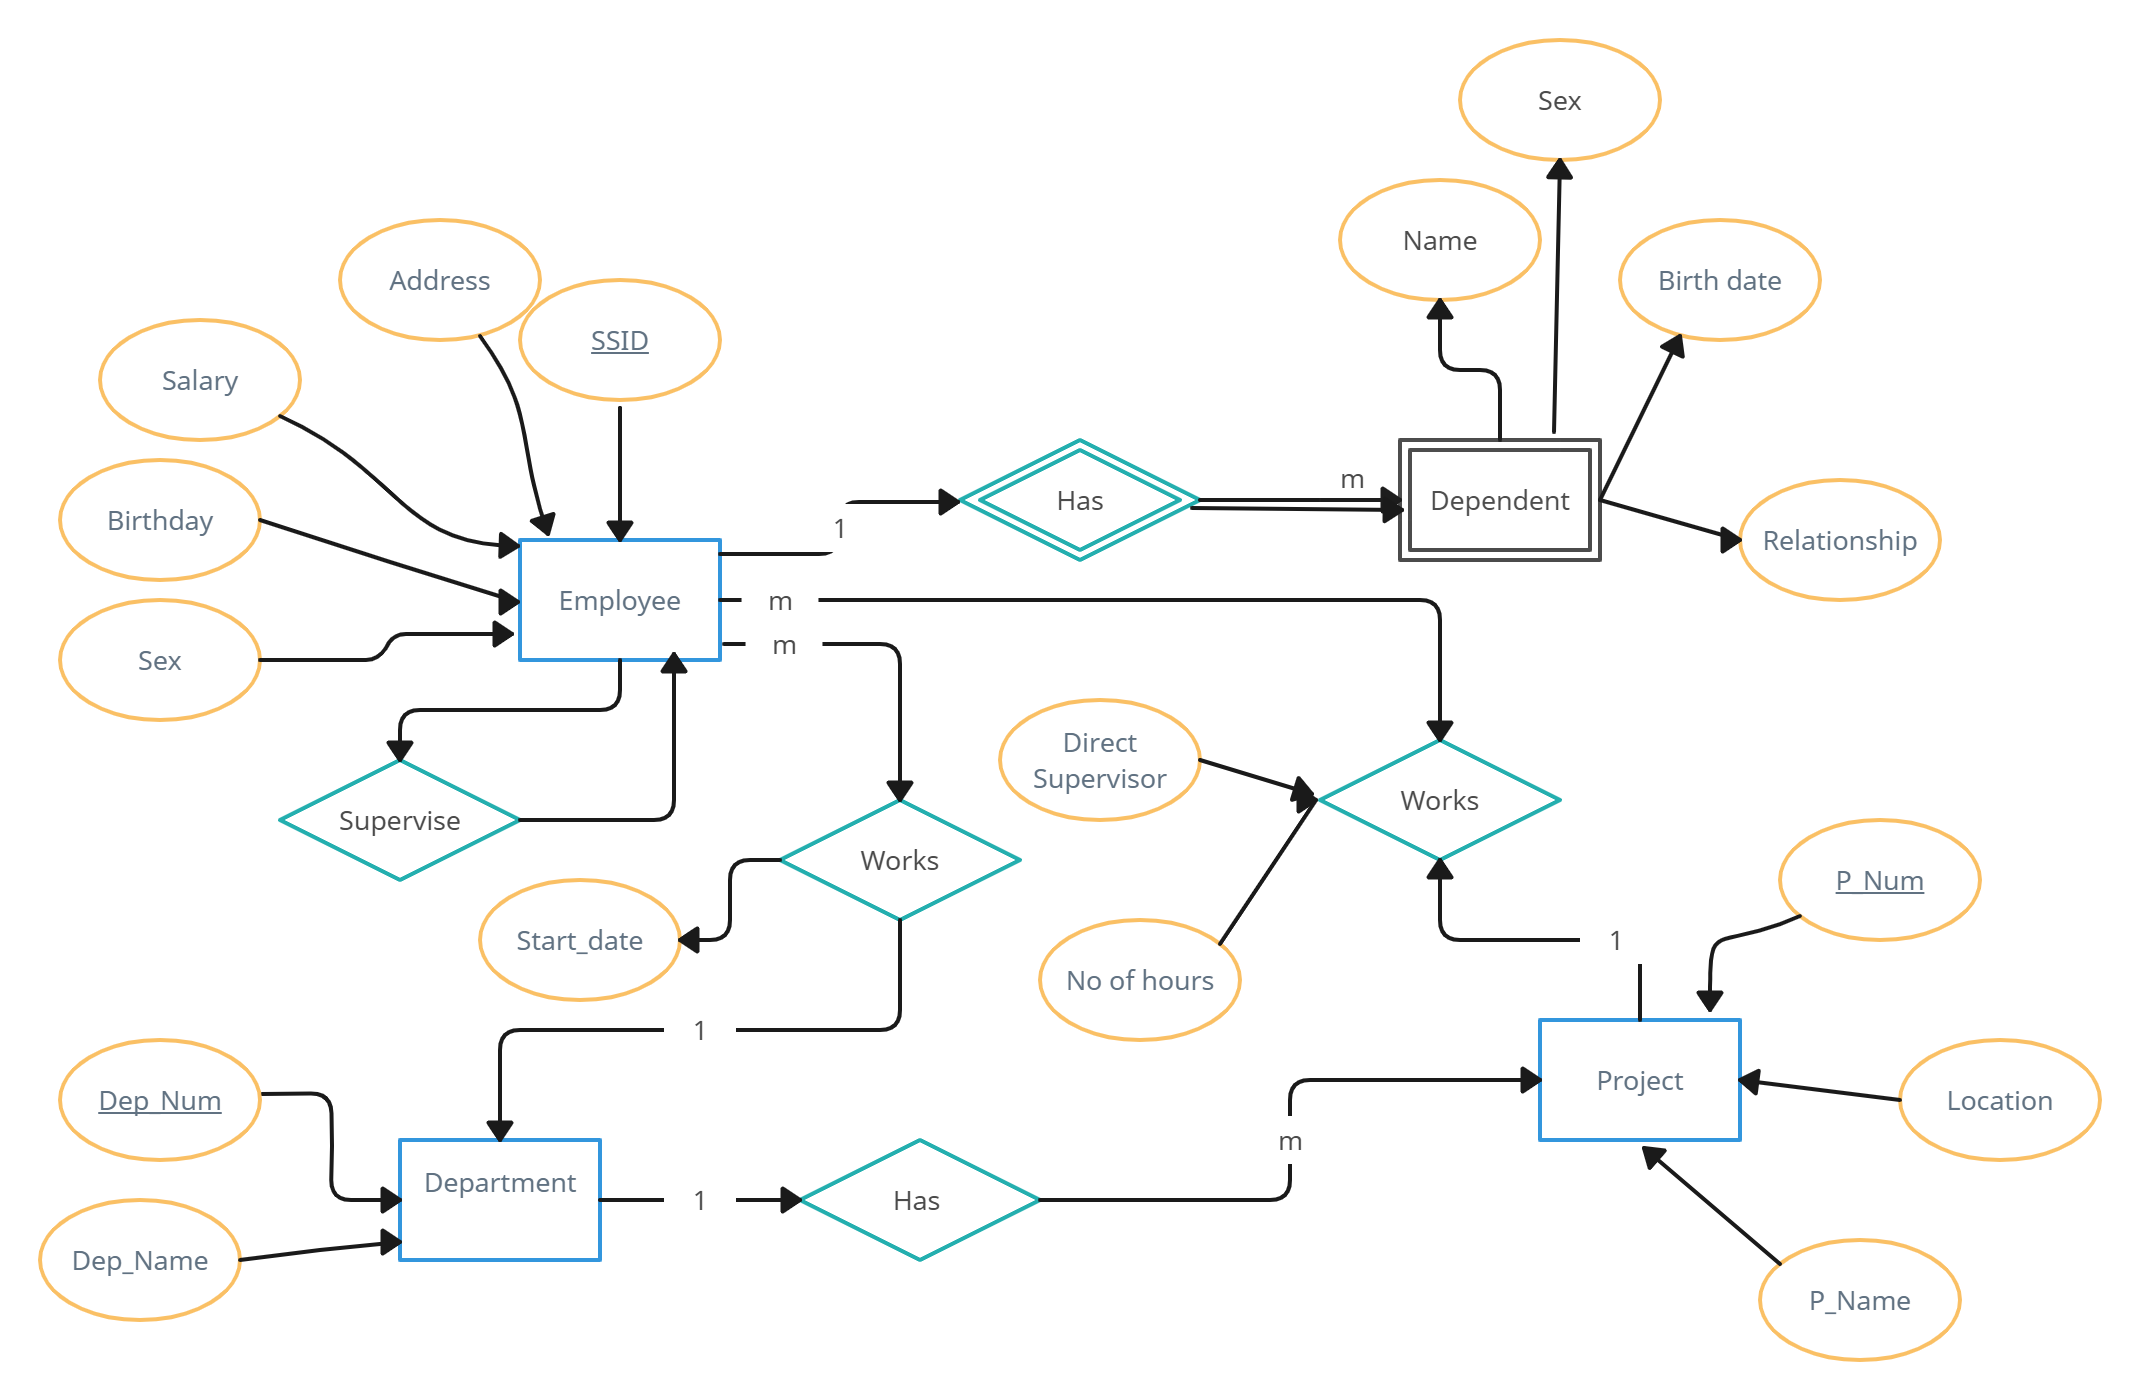 Sex
Name
Address
Birth date
SSID
Salary
m
Has
Dependent
Birthday
1
Relationship
Employee
m
m
Sex
Direct
Supervisor
Works
Supervise
Works
P_Num
Start_date
1
No of hours
1
Project
Dep_Num
Location
m
Department
1
Has
Dep_Name
P_Name